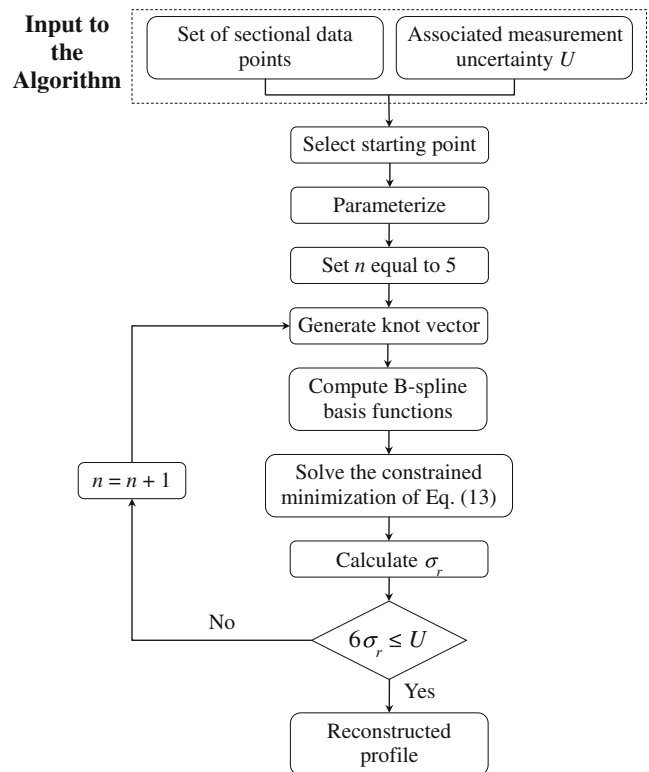 Input to
the
Algorithm
Set of sectional data
points
Associated measurement
uncertainty U
Select starting point
Parameterize
Set n equal to 5
Generate knot vector
Compute B-spline
basis functions
Solve the constrained
minimization of Eq. (13)
n = n + 1
Calculate σ_r
No
6σ_r ≤ U
Yes
Reconstructed
profile